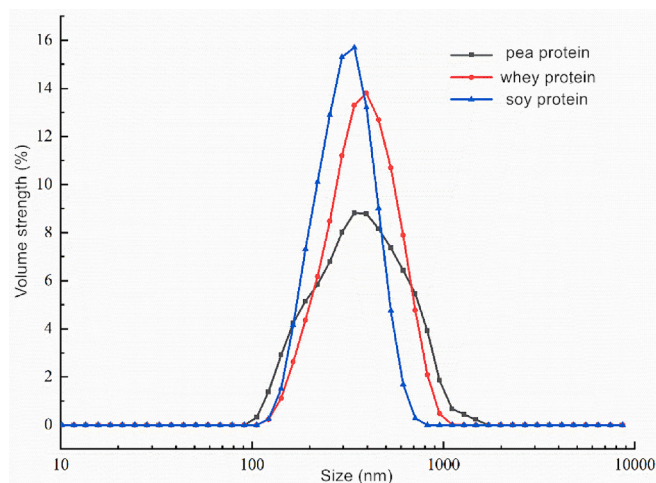 16
14
12
10
8
6
4
2
0
Volume strength (%)
pea protein
whey protein
soy protein
10
100
1000
10000
Size (nm)